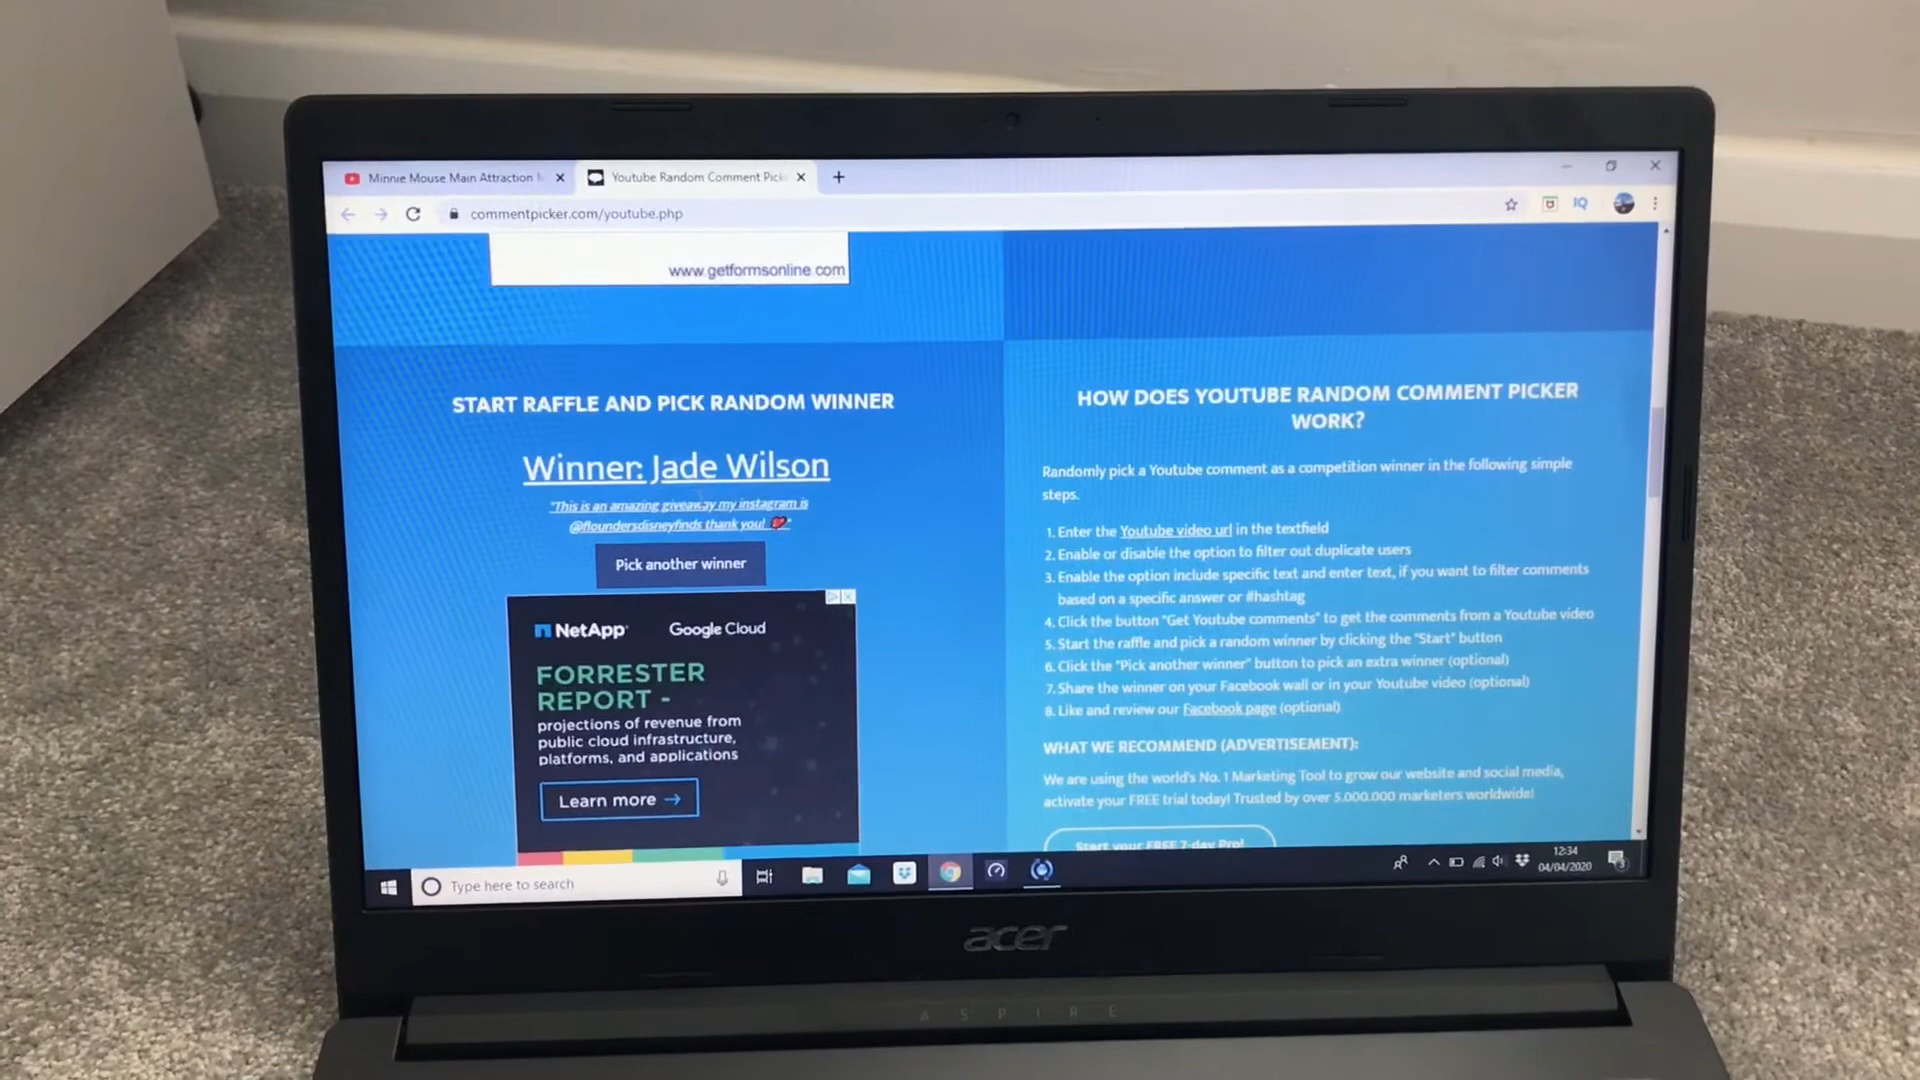 Minnie Mouse Main Attraction
Youtube Random Comment Pick
commentpicker.com/youtube.php
IQ
www.getformsonline.com
START RAFFLE AND PICK RANDOM WINNER
Winner: Jade Wilson
"This is an amazing giveaway my instagram is
@floundersdisneyfinds thank you! ❤️"
Pick another winner
NetApp Google Cloud
FORRESTER
REPORT -
projections of revenue from
public cloud infrastructure,
platforms, and applications
Learn more →
HOW DOES YOUTUBE RANDOM COMMENT PICKER
WORK?
Randomly pick a Youtube comment as a competition winner in the following simple
steps.
1. Enter the Youtube video url in the textfield
2. Enable or disable the option to filter out duplicate users
3. Enable the option include specific text and enter text, if you want to filter comments
based on a specific answer or #hashtag
4. Click the button "Get Youtube comments" to get the comments from a Youtube video
5. Start the raffle and pick a random winner by clicking the "Start" button
6. Click the "Pick another winner" button to pick an extra winner (optional)
7. Share the winner on your Facebook wall or in your Youtube video (optional)
8. Like and review our Facebook page (optional)
WHAT WE RECOMMEND (ADVERTISEMENT):
We are using the world's No. 1 Marketing Tool to grow our website and social media,
activate your FREE trial today! Trusted by over 5.000.000 marketers worldwide!
Start your FREE 7-day Pro!
Type here to search
12:34
04/04/2020
3
acer
ASPIRE